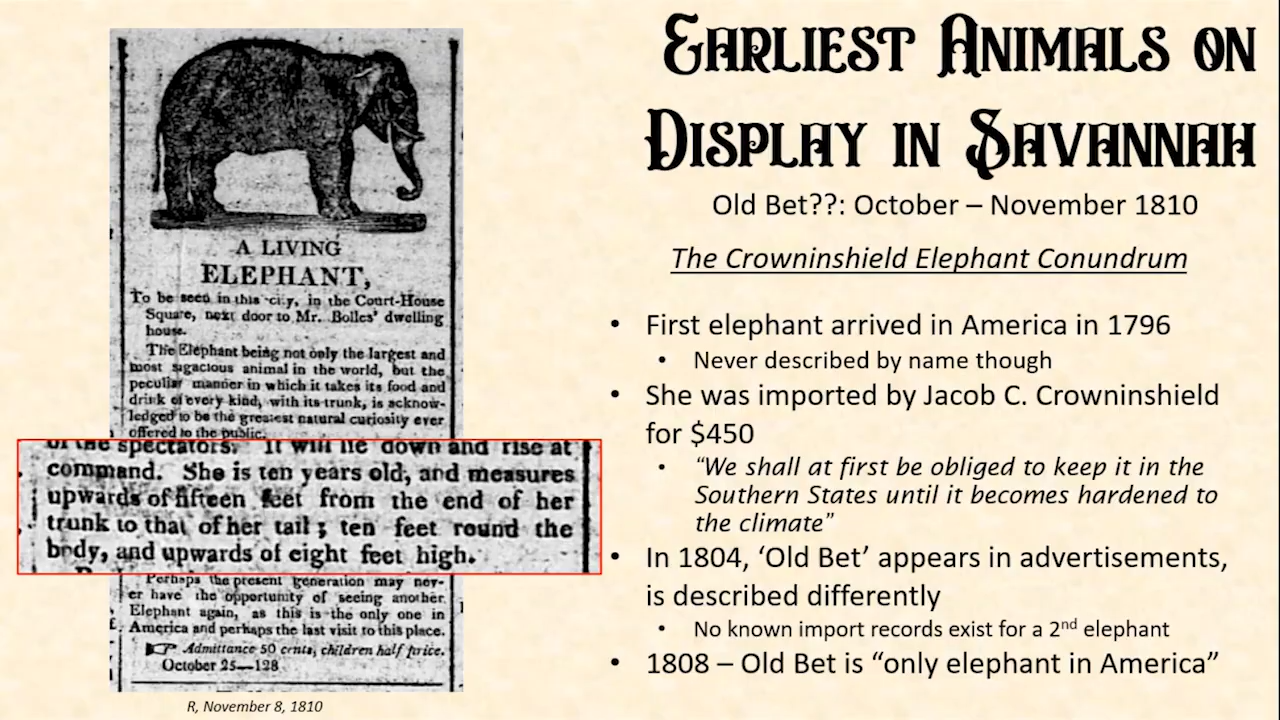 EARLIEST ANIMALS ON
DISPLAY IN SAVANNAH
Old Bet??: October – November 1810
The Crowninshield Elephant Conundrum
• First elephant arrived in America in 1796
• Never described by name though
• She was imported by Jacob C. Crowninshield
for $450
• “We shall at first be obliged to keep it in the
Southern States until it becomes hardened to
the climate”
• In 1804, ‘Old Bet’ appears in advertisements,
is described differently
• No known import records exist for a 2nd elephant
• 1808 – Old Bet is “only elephant in America”
A LIVING
ELEPHANT,
To be seen in this city, in the Court-House
Square, next door to Mr. Bolles’ dwelling
house.
The Elephant being not only the largest and
most sagacious animal in the world, but the
peculiar manner in which it takes its food and
drink of every kind, with its trunk, is acknow-
ledged to be the greatest natural curiosity ever
offered to the public.
of the spectators. It will lie down and rise at
command. She is ten years old, and measures
upwards of fifteen feet from the end of her
trunk to that of her tail; ten feet round the
body, and upwards of eight feet high.
Perhaps the present generation may nev-
er have the opportunity of seeing another
Elephant again, as this is the only one in
America and perhaps the last visit to this place.
☞ Admittance 50 cents, children half price.
October 25—128
R, November 8, 1810